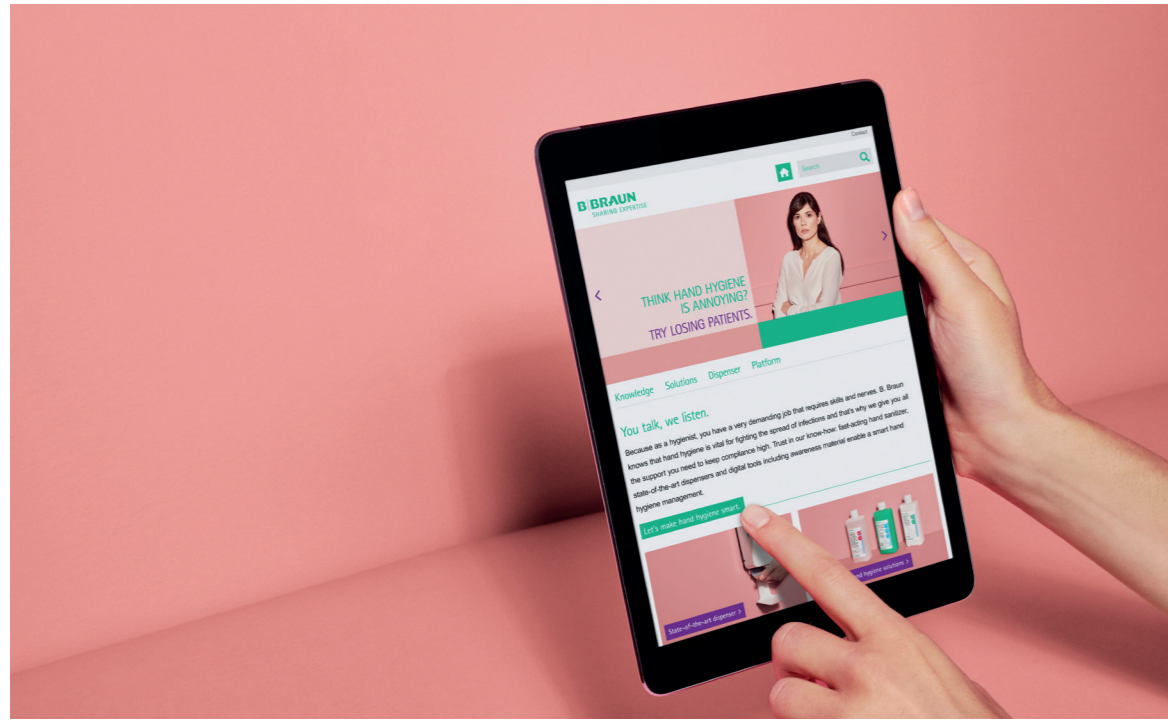 Contact
Search
B BRAUN
SHARING EXPERTISE
THINK HAND HYGIENE
IS ANNOYING?
TRY LOSING PATIENTS.
Knowledge Solutions Dispenser Platform
You talk, we listen.
Because as a hygienist, you have a very demanding job that requires skills and nerves. B. Braun
knows that hand hygiene is vital for fighting the spread of infections and that's why we give you all
the support you need to keep compliance high. Trust in our know-how: fast-acting hand sanitizer,
state-of-the-art dispensers and digital tools including awareness material enable a smart hand
hygiene management.
Let's make hand hygiene smart.
State-of-the-art dispenser >
hygiene solutions >